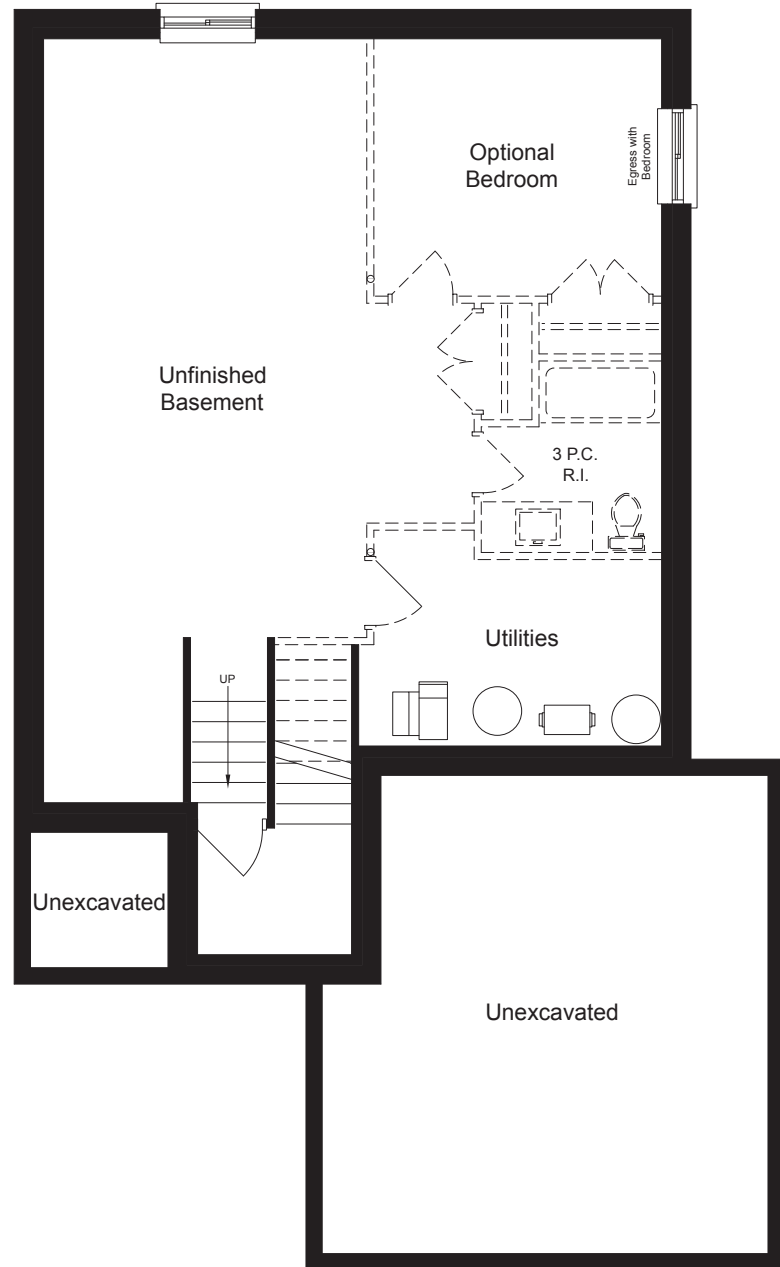 Optional
Bedroom
Egress with
Bedroom
Unfinished
Basement
3 P.C.
R.I.
Utilities
UP
Unexcavated
Unexcavated